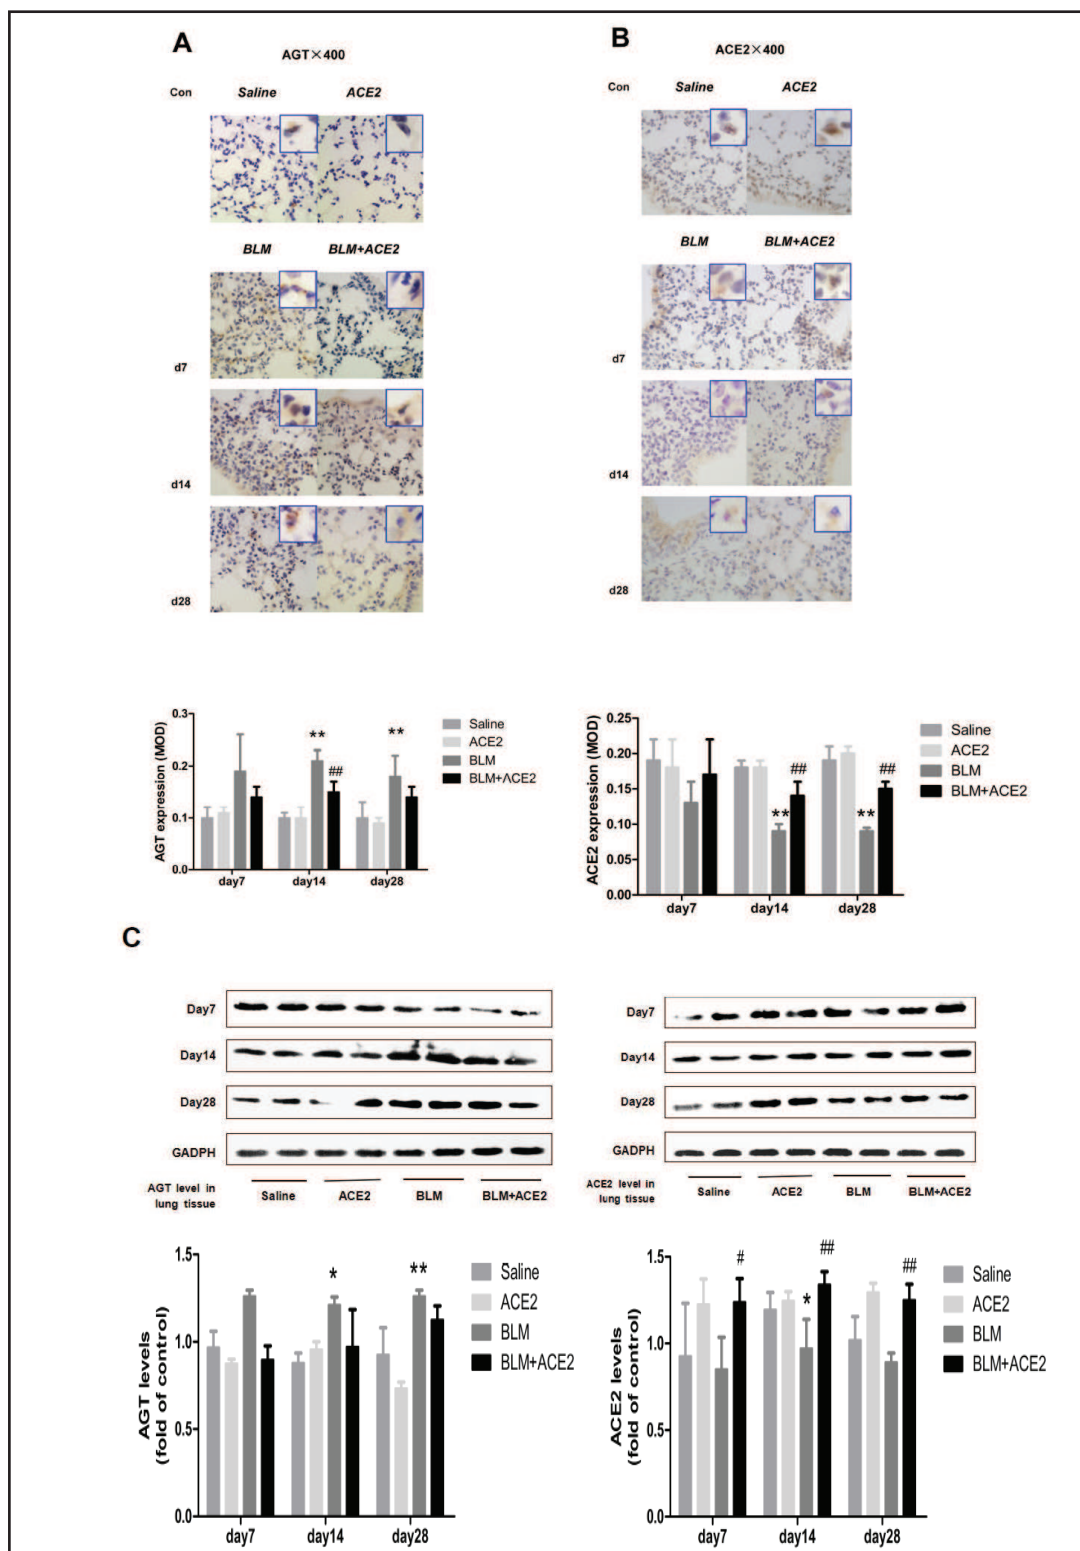 A
AGT×400
Con
Saline
ACE2
BLM
BLM+ACE2
d7
d14
d28
B
ACE2×400
Con
Saline
ACE2
BLM
BLM+ACE2
d7
d14
d28
AGT expression (MOD)
0.3
0.2
0.1
0.0
**
##
**
day7
day14
day28
Saline
ACE2
BLM
BLM+ACE2
ACE2 expression (MOD)
0.25
0.20
0.15
0.10
0.05
0.00
**
##
**
##
day7
day14
day28
Saline
ACE2
BLM
BLM+ACE2
C
Day7
Day14
Day28
GADPH
AGT level in
lung tissue
Saline
ACE2
BLM
BLM+ACE2
Day7
Day14
Day28
GAPDH
ACE2 level in
lung tissue
Saline
ACE2
BLM
BLM+ACE2
AGT levels
(fold of control)
1.5
1.0
0.5
0.0
*
**
day7
day14
day28
Saline
ACE2
BLM
BLM+ACE2
ACE2 levels
(fold of control)
1.5
1.0
0.5
0.0
#
*
##
##
day7
day14
day28
Saline
ACE2
BLM
BLM+ACE2